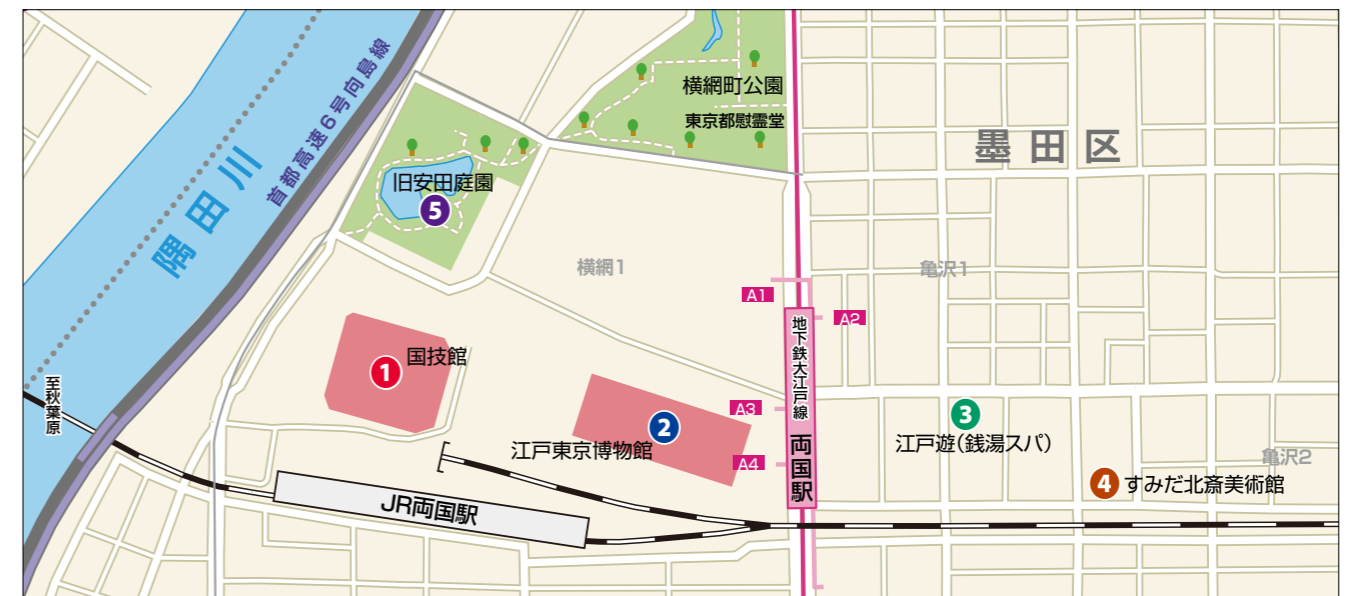 首都高速6号向島線
隅田川
横網町公園
東京都慰霊堂
墨田区
旧安田庭園
5
横網1
亀沢1
A1
A2
地下鉄大江戸線
両国駅
国技館
1
至秋葉原
A3
2
江戸東京博物館
A4
3
江戸遊(銭湯スパ)
亀沢2
4 すみだ北斎美術館
JR両国駅